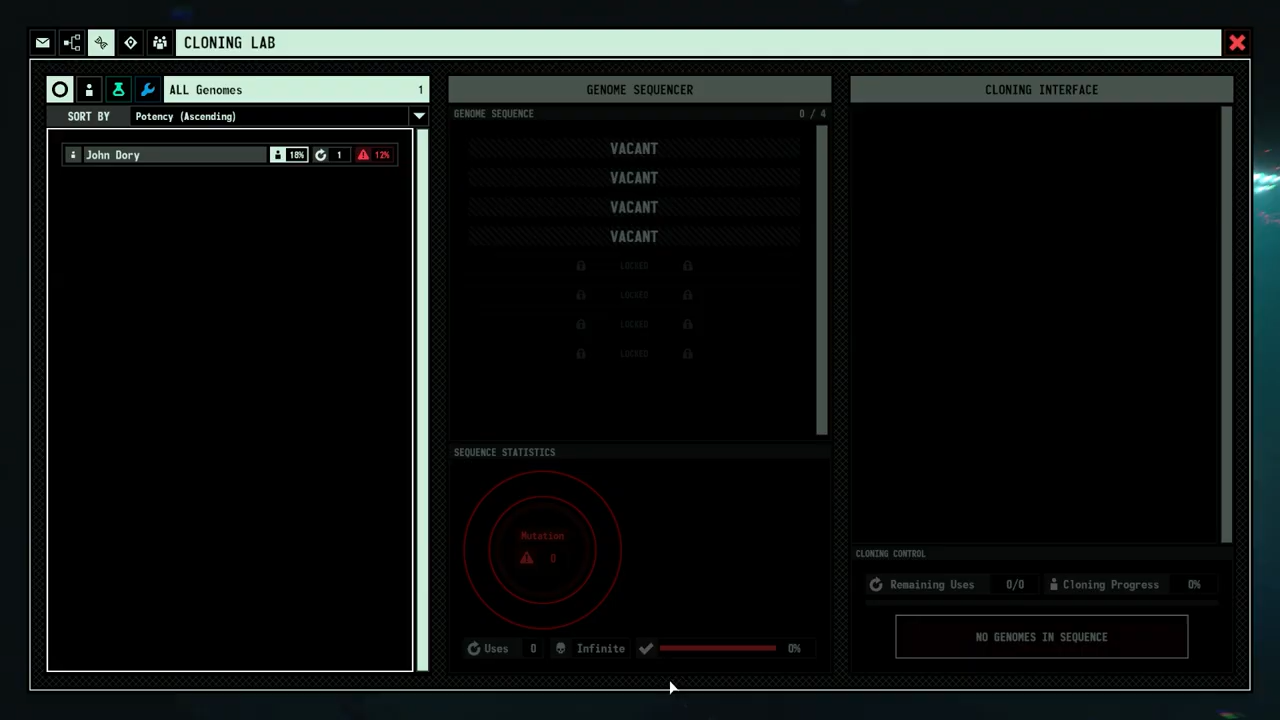 CLONING LAB
ALL Genomes 1
SORT BY Potency (Ascending)
John Dory 18% 1 12%
GENOME SEQUENCER
GENOME SEQUENCE 0 / 4
VACANT
VACANT
VACANT
VACANT
LOCKED
LOCKED
LOCKED
LOCKED
SEQUENCE STATISTICS
Mutation
0
Uses 0 Infinite 0%
CLONING INTERFACE
CLONING CONTROL
Remaining Uses 0/0 Cloning Progress 0%
NO GENOMES IN SEQUENCE